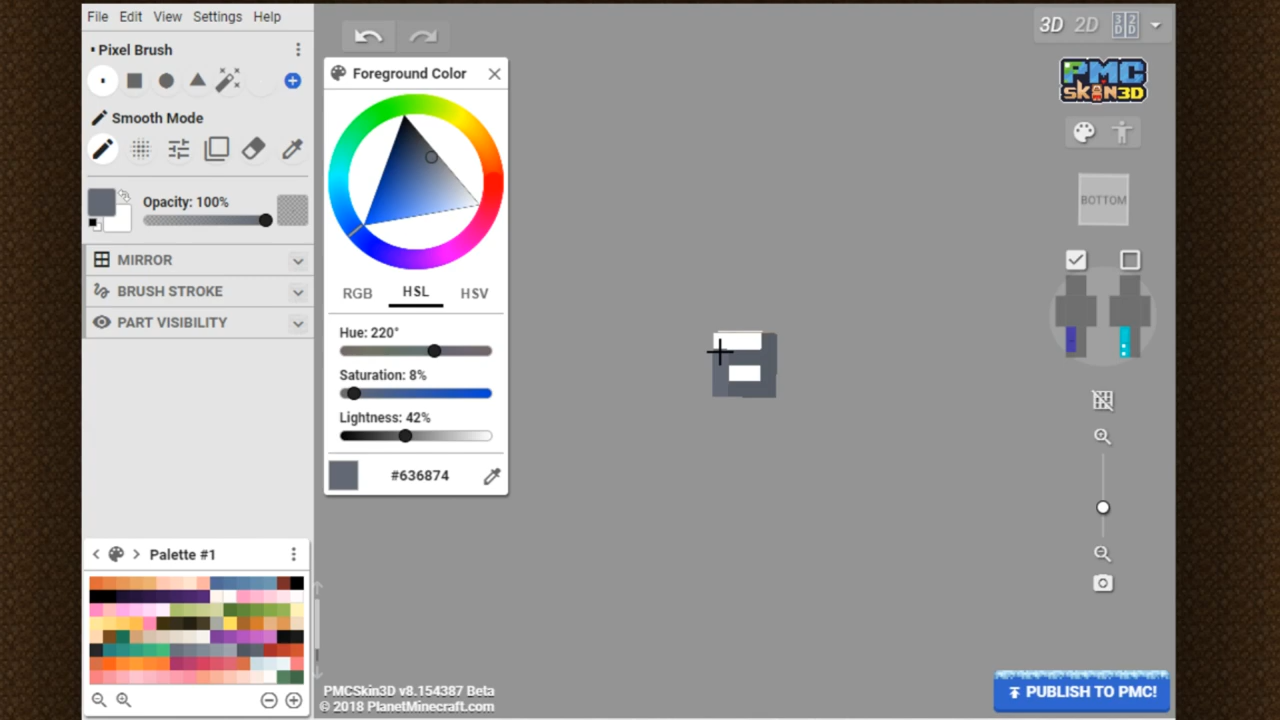 File Edit View Settings Help
Pixel Brush
Smooth Mode
Opacity: 100%
MIRROR
BRUSH STROKE
PART VISIBILITY
Palette #1
Foreground Color
RGB HSL HSV
Hue: 220°
Saturation: 8%
Lightness: 42%
#636874
PMCSkin3D v8.154387 Beta
© 2018 PlanetMinecraft.com
3D 2D 3D 2D
PMC
SKIN3D
BOTTOM
PUBLISH TO PMC!